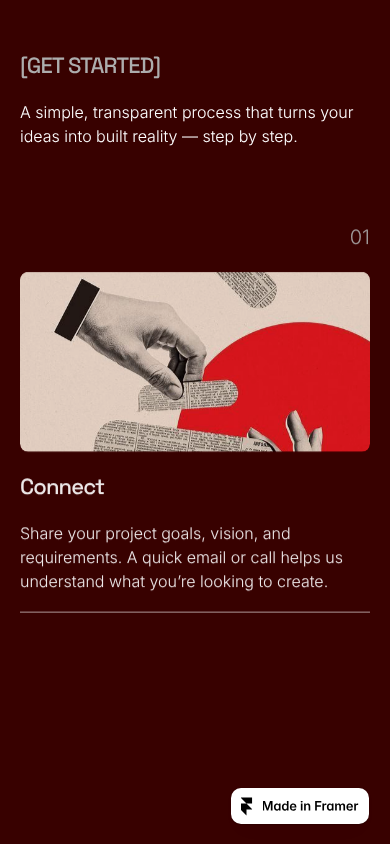 [GET STARTED]
A simple, transparent process that turns your
ideas into built reality — step by step.
01
Connect
Share your project goals, vision, and
requirements. A quick email or call helps us
understand what you’re looking to create.
Made in Framer